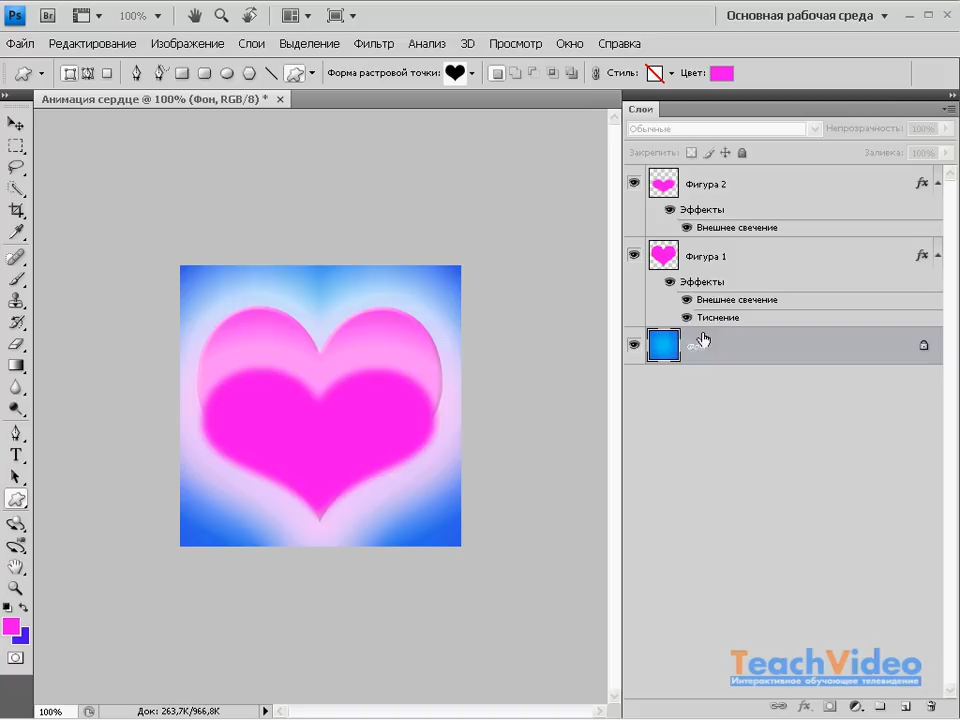 Ps Br 100% Основная рабочая среда
Файл Редактирование Изображение Слои Выделение Фильтр Анализ 3D Просмотр Окно Справка
Форма растровой точки: Стиль: Цвет:
Анимация сердце @ 100% (Фон, RGB/8) *
Слои
Обычные Непрозрачность: 100%
Закрепить: Заливка: 100%
Фигура 2 fx
Эффекты
Внешнее свечение
Фигура 1 fx
Эффекты
Внешнее свечение
Тиснение
TeachVideo
Интерактивное обучающее телевидение
100% Док: 263,7K/966,8K